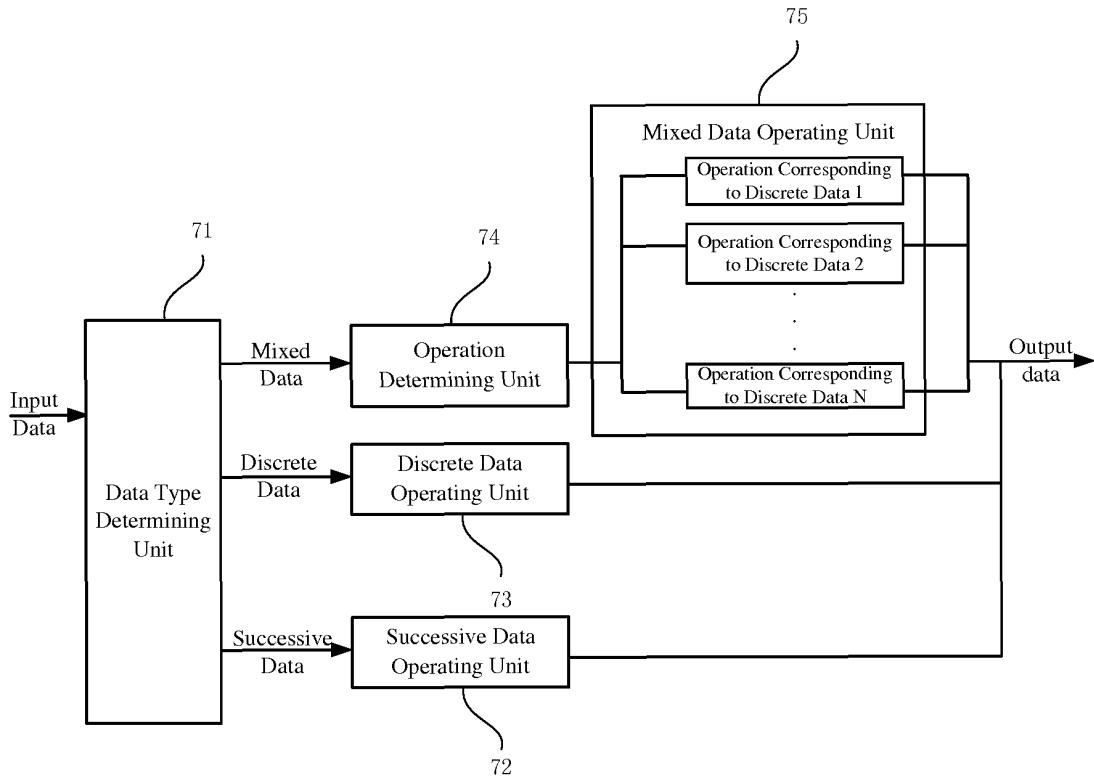 75
Mixed Data Operating Unit
Operation Corresponding
to Discrete Data 1
Operation Corresponding
to Discrete Data 2
.
.
.
Operation Corresponding
to Discrete Data N
71
74
Mixed
Data
Operation
Determining Unit
Output
data
Input
Data
Data Type
Determining
Unit
Discrete
Data
Discrete Data
Operating Unit
73
Successive
Data
Successive Data
Operating Unit
72